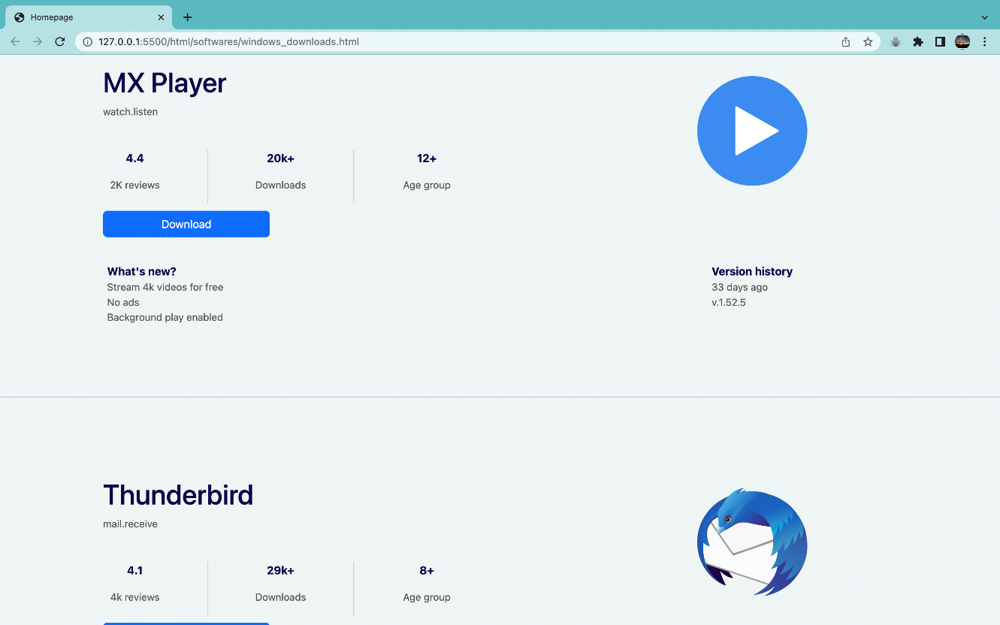 Homepage
127.0.0.1:5500/html/softwares/windows_downloads.html
MX Player
watch.listen
4.4 20k+ 12+
2K reviews Downloads Age group
Download
What's new? Version history
Stream 4k videos for free 33 days ago
No ads v.1.52.5
Background play enabled
Thunderbird
mail.receive
4.1 29k+ 8+
4k reviews Downloads Age group